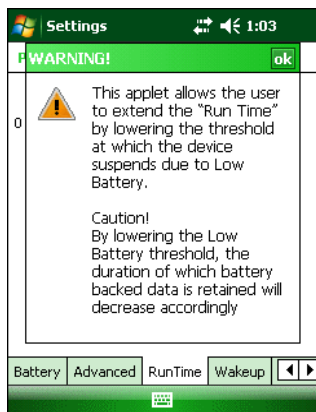 Settings 1:03
P
WARNING! ok
0
This applet allows the user
to extend the "Run Time"
by lowering the threshold
at which the device
suspends due to Low
Battery.
Caution!
By lowering the Low
Battery threshold, the
duration of which battery
backed data is retained will
decrease accordingly
Battery Advanced RunTime Wakeup